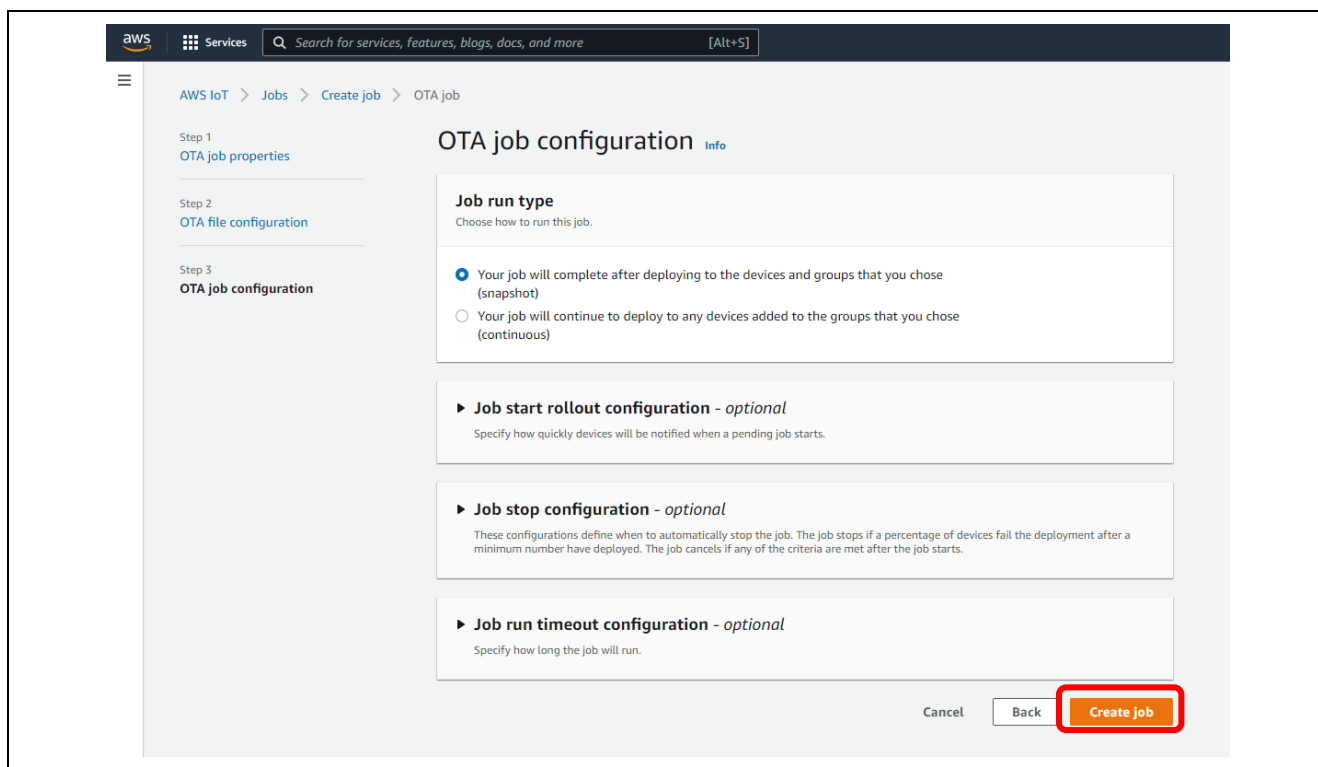 aws Services Search for services, features, blogs, docs, and more [Alt+S]
AWS IoT > Jobs > Create job > OTA job
Step 1
OTA job properties
Step 2
OTA file configuration
Step 3
OTA job configuration
OTA job configuration Info
Job run type
Choose how to run this job.
Your job will complete after deploying to the devices and groups that you chose
(snapshot)
Your job will continue to deploy to any devices added to the groups that you chose
(continuous)
Job start rollout configuration - optional
Specify how quickly devices will be notified when a pending job starts.
Job stop configuration - optional
These configurations define when to automatically stop the job. The job stops if a percentage of devices fail the deployment after a
minimum number have deployed. The job cancels if any of the criteria are met after the job starts.
Job run timeout configuration - optional
Specify how long the job will run.
Cancel Back Create job